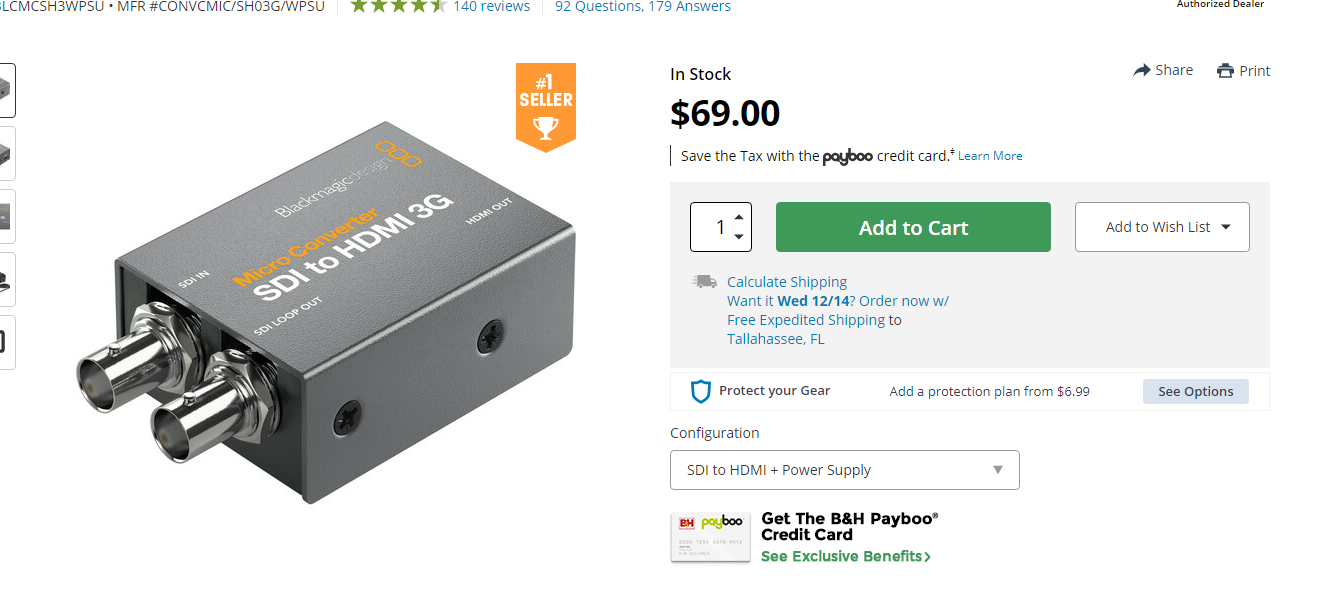 BLCMCSH3WPSU • MFR #CONVCMIC/SH03G/WPSU
140 reviews
92 Questions, 179 Answers
Authorized Dealer
#1
SELLER
Blackmagicdesign
Micro Converter
SDI to HDMI 3G
HDMI OUT
SDI IN
SDI LOOP OUT
In Stock
Share
Print
$69.00
Save the Tax with the payboo credit card.‡ Learn More
1
Add to Cart
Add to Wish List
Calculate Shipping
Want it Wed 12/14? Order now w/
Free Expedited Shipping to
Tallahassee, FL
Protect your Gear
Add a protection plan from $6.99
See Options
Configuration
SDI to HDMI + Power Supply
B&H payboo
Get The B&H Payboo®
Credit Card
See Exclusive Benefits